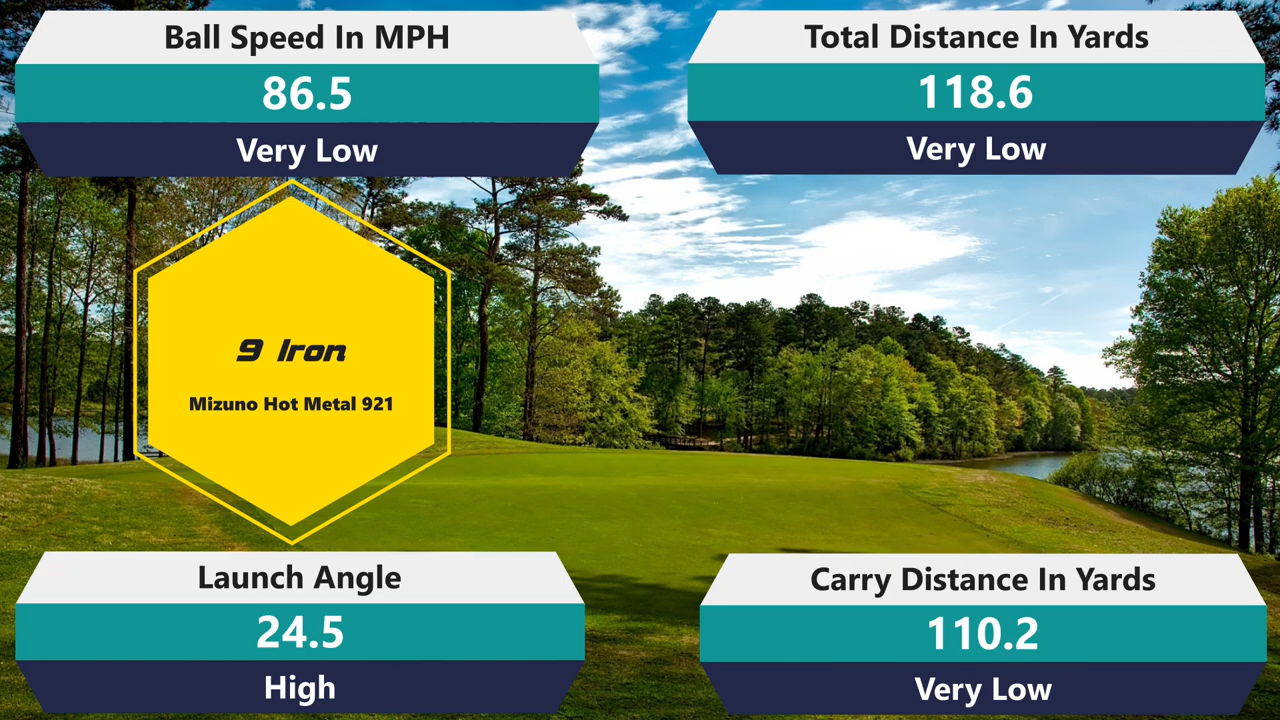 Ball Speed In MPH
86.5
Very Low
Total Distance In Yards
118.6
Very Low
9 Iron
Mizuno Hot Metal 921
Launch Angle
24.5
High
Carry Distance In Yards
110.2
Very Low